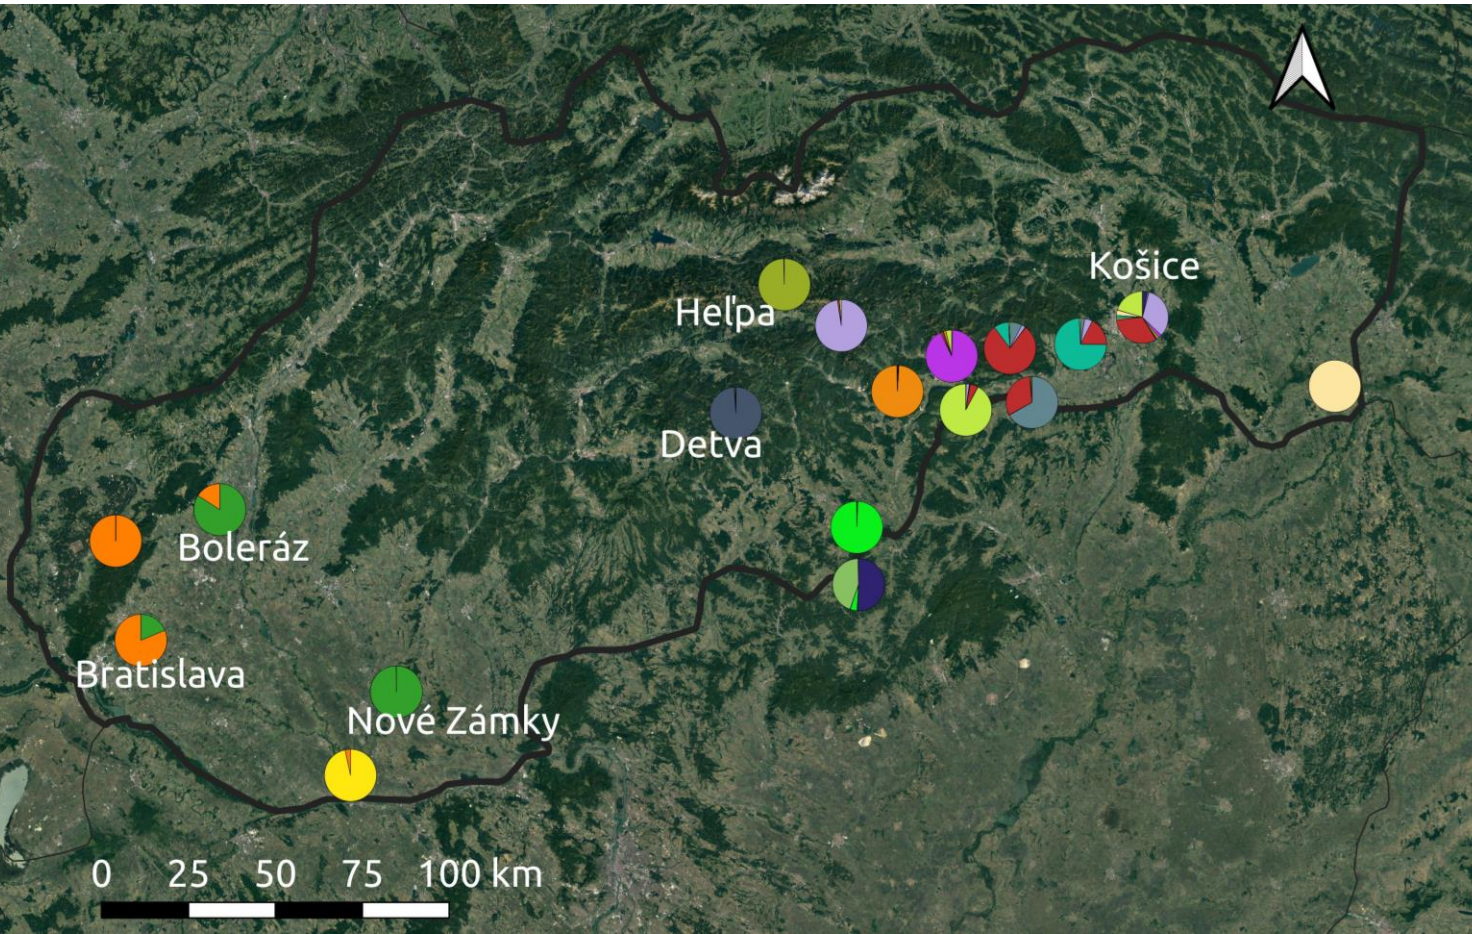 Košice
Heľpa
Detva
Boleráz
Bratislava
Nové Zámky
0 25 50 75 100 km